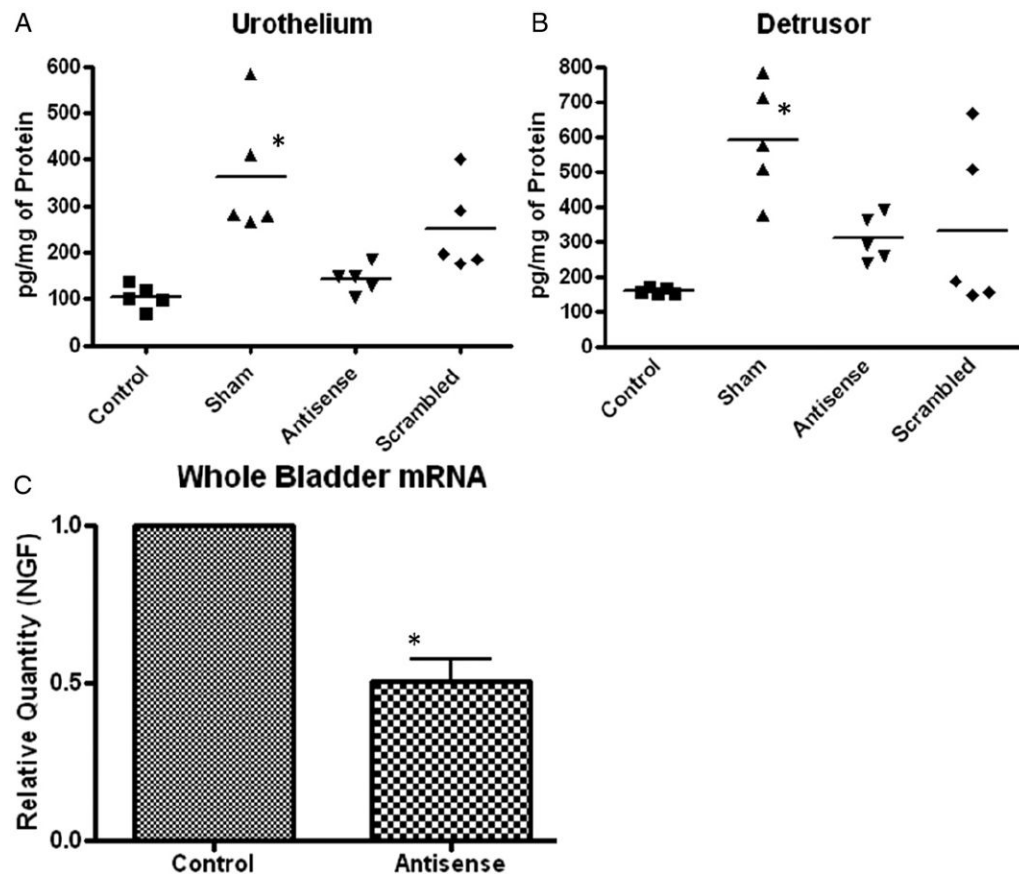 A
Urothelium
pg/mg of Protein
600
500
400
300
200
100
0
*
Control
Sham
Antisense
Scrambled
B
Detrusor
pg/mg of Protein
800
700
600
500
400
300
200
100
0
*
Control
Sham
Antisense
Scrambled
C
Whole Bladder mRNA
Relative Quantity (NGF)
1.0
0.5
0.0
*
Control
Antisense